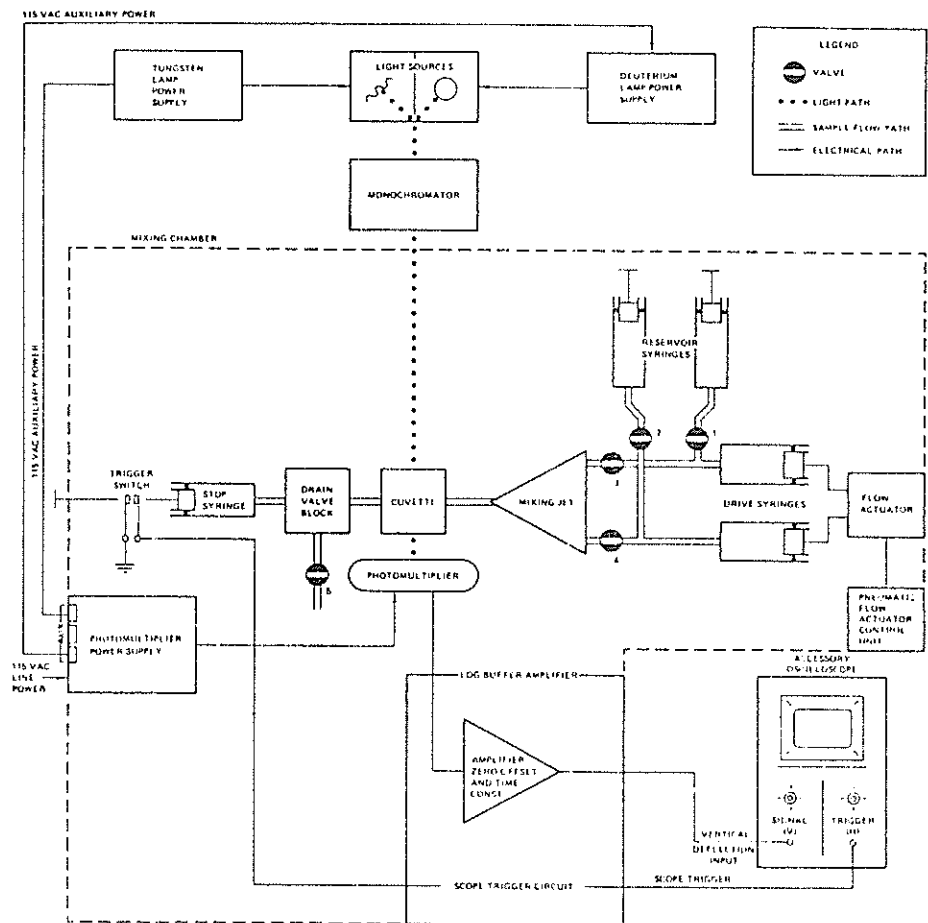 115 VAC AUXILIARY POWER
TUNGSTEN
LAMP
POWER
SUPPLY
LIGHT SOURCES
DEUTERIUM
LAMP POWER
SUPPLY
LEGEND
VALVE
LIGHT PATH
SAMPLE FLOW PATH
ELECTRICAL PATH
MONOCHROMATOR
MIXING CHAMBER
115 VAC AUXILIARY POWER
RESERVOIR
SYRINGES
2
1
TRIGGER
SWITCH
STOP
SYRINGE
DRAIN
VALVE
BLOCK
CUVETTE
MIXING JET
3
DRIVE SYRINGES
FLOW
ACTUATOR
4
PHOTOMULTIPLIER
5
PNEUMATIC
FLOW
ACTUATOR
CONTROL
UNIT
PHOTOMULTIPLIER
POWER SUPPLY
115 VAC
LINE
POWER
LOG BUFFER AMPLIFIER
ACCESSORY
OSCILLOSCOPE
AMPLIFIER
ZERO OFFSET
AND TIME
CONST
SIGNAL
(V)
TRIGGER
(H)
VERTICAL
DEFLECTION
INPUT
SCOPE TRIGGER CIRCUIT
SCOPE TRIGGER